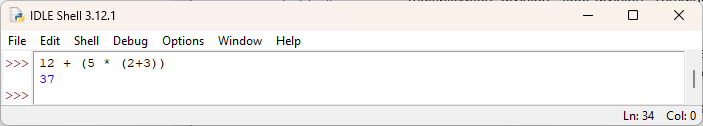 IDLE Shell 3.12.1
File Edit Shell Debug Options Window Help
>>> 12 + (5 * (2+3))
37
>>>
Ln: 34 Col: 0